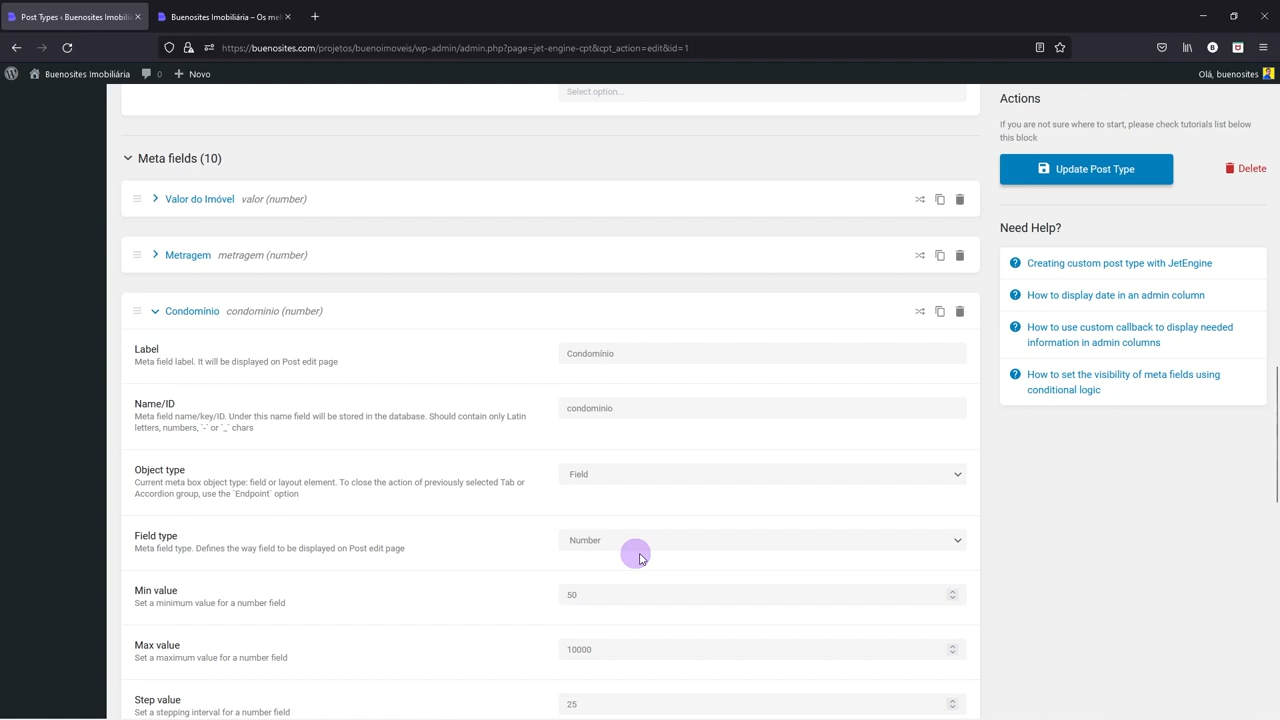 Post Types ‹ Buenosites Imobili
Buenosites Imobiliária – Os mel
https://buenosites.com/projetos/buenoimoveis/wp-admin/admin.php?page=jet-engine-cpt&cpt_action=edit&id=1
Buenosites Imobiliária
0
Novo
Olá, buenosites
Select option...
Meta fields (10)
Valor do Imóvel valor (number)
Metragem metragem (number)
Condomínio condominio (number)
Label
Meta field label. It will be displayed on Post edit page
Condomínio
Name/ID
Meta field name/key/ID. Under this name field will be stored in the database. Should contain only Latin
letters, numbers, `-` or `_` chars
condominio
Object type
Current meta box object type: field or layout element. To close the action of previously selected Tab or
Accordion group, use the `Endpoint` option
Field
Field type
Meta field type. Defines the way field to be displayed on Post edit page
Number
Min value
Set a minimum value for a number field
50
Max value
Set a maximum value for a number field
10000
Step value
Set a stepping interval for a number field
25
Actions
If you are not sure where to start, please check tutorials list below
this block
Update Post Type
Delete
Need Help?
Creating custom post type with JetEngine
How to display date in an admin column
How to use custom callback to display needed
information in admin columns
How to set the visibility of meta fields using
conditional logic